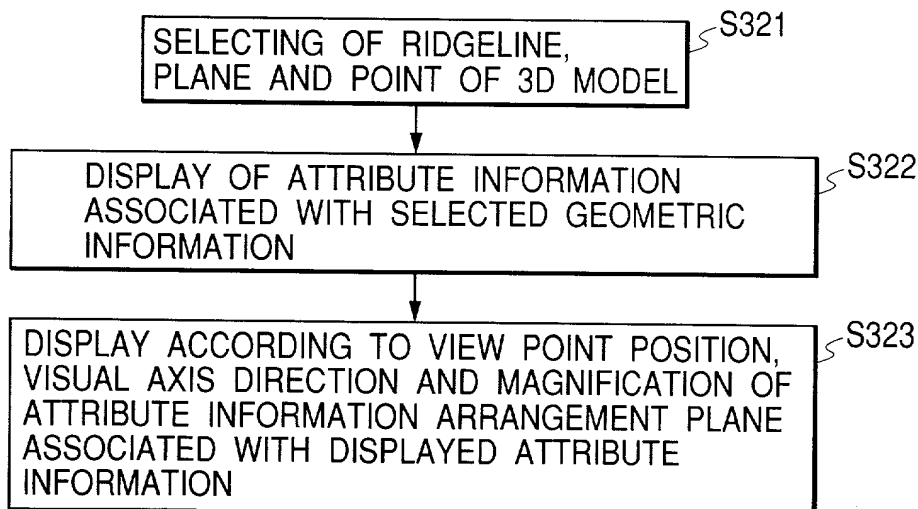 SELECTING OF RIDGELINE,
PLANE AND POINT OF 3D MODEL
S321
DISPLAY OF ATTRIBUTE INFORMATION
ASSOCIATED WITH SELECTED GEOMETRIC
INFORMATION
S322
DISPLAY ACCORDING TO VIEW POINT POSITION,
VISUAL AXIS DIRECTION AND MAGNIFICATION OF
ATTRIBUTE INFORMATION ARRANGEMENT PLANE
ASSOCIATED WITH DISPLAYED ATTRIBUTE
INFORMATION
S323